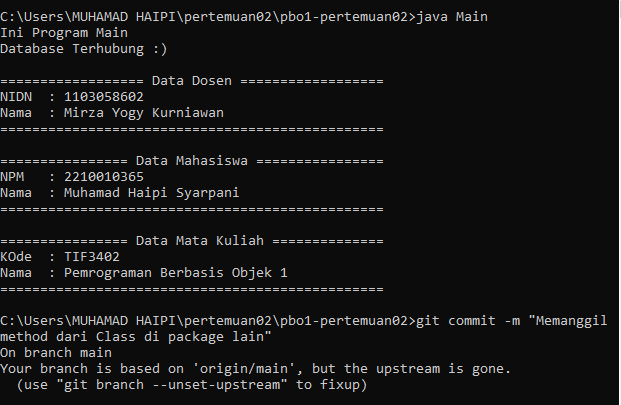 C:\Users\MUHAMAD HAIPI\pertemuan02\pbo1-pertemuan02>java Main
Ini Program Main
Database Terhubung :)
================== Data Dosen ==================
NIDN  : 1103058602
Nama  : Mirza Yogy Kurniawan
================================================
================ Data Mahasiswa ================
NPM   : 2210010365
Nama  : Muhamad Haipi Syarpani
================================================
================ Data Mata Kuliah ==============
KOde  : TIF3402
Nama  : Pemrograman Berbasis Objek 1
================================================
C:\Users\MUHAMAD HAIPI\pertemuan02\pbo1-pertemuan02>git commit -m "Memanggil
method dari Class di package lain"
On branch main
Your branch is based on 'origin/main', but the upstream is gone.
  (use "git branch --unset-upstream" to fixup)